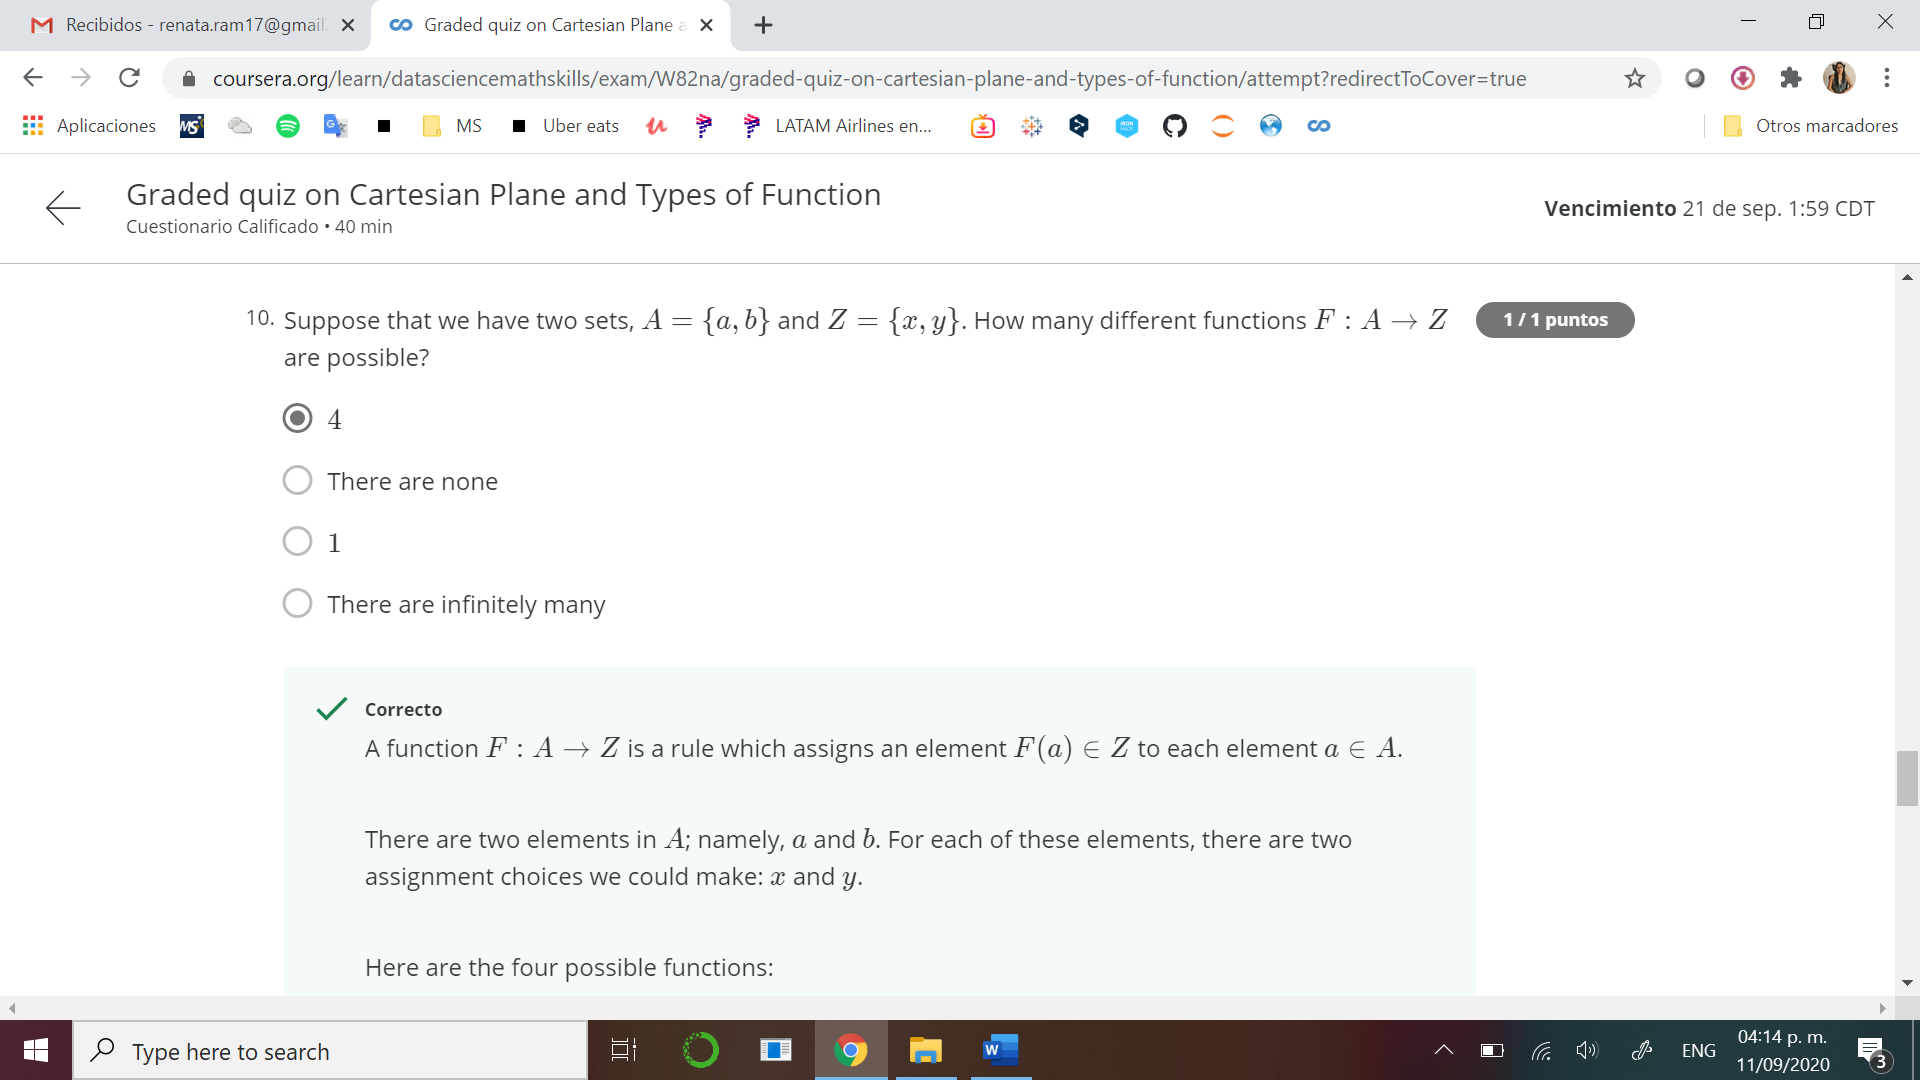 Recibidos - renata.ram17@gmail.
Graded quiz on Cartesian Plane a
coursera.org/learn/datasciencemathskills/exam/W82na/graded-quiz-on-cartesian-plane-and-types-of-function/attempt?redirectToCover=true
Aplicaciones
MS
Uber eats
LATAM Airlines en...
Otros marcadores
Graded quiz on Cartesian Plane and Types of Function
Cuestionario Calificado • 40 min
Vencimiento 21 de sep. 1:59 CDT
10. Suppose that we have two sets, A = {a, b} and Z = {x, y}. How many different functions F : A → Z
are possible?
1 / 1 puntos
4
There are none
1
There are infinitely many
Correcto
A function F : A → Z is a rule which assigns an element F(a) ∈ Z to each element a ∈ A.
There are two elements in A; namely, a and b. For each of these elements, there are two
assignment choices we could make: x and y.
Here are the four possible functions:
Type here to search
W
ENG
04:14 p. m.
11/09/2020
3